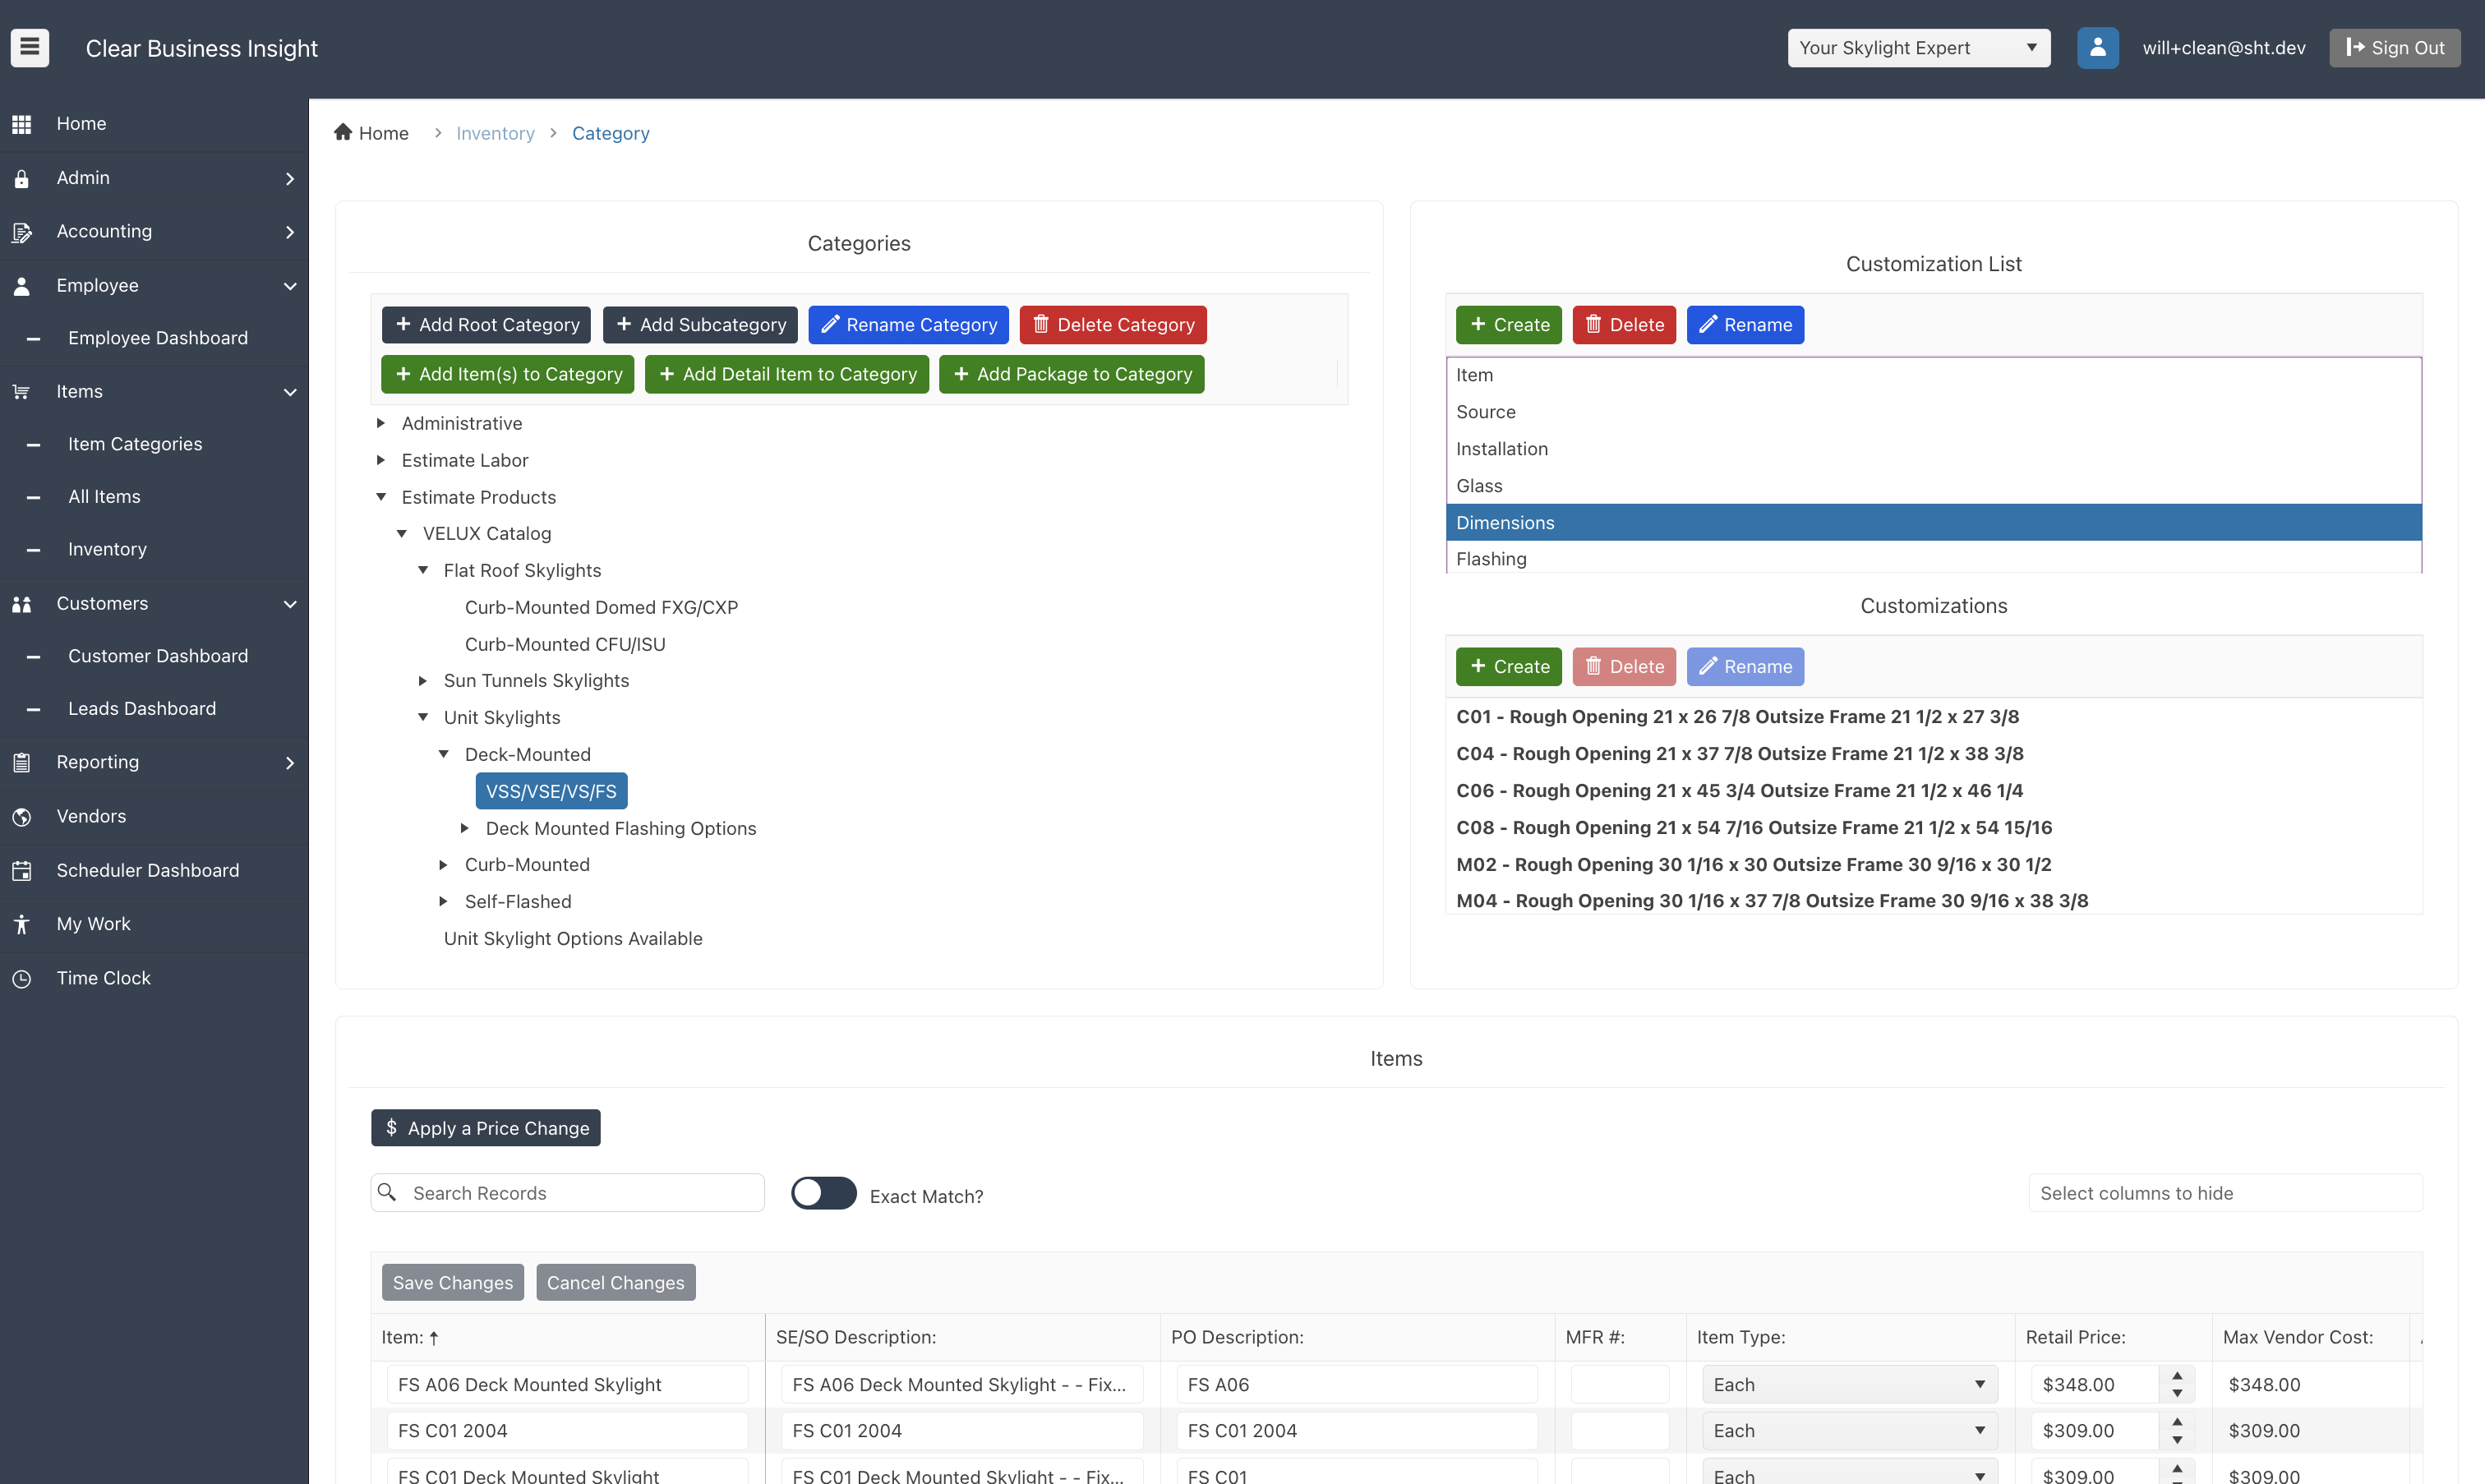 Clear Business Insight
Your Skylight Expert
will+clean@sht.dev
Sign Out
Home
Admin
Accounting
Employee
Employee Dashboard
Items
Item Categories
All Items
Inventory
Customers
Customer Dashboard
Leads Dashboard
Reporting
Vendors
Scheduler Dashboard
My Work
Time Clock
Home > Inventory > Category
Categories
+ Add Root Category + Add Subcategory Rename Category Delete Category
+ Add Item(s) to Category + Add Detail Item to Category + Add Package to Category
Administrative
Estimate Labor
Estimate Products
VELUX Catalog
Flat Roof Skylights
Curb-Mounted Domed FXG/CXP
Curb-Mounted CFU/ISU
Sun Tunnels Skylights
Unit Skylights
Deck-Mounted
VSS/VSE/VS/FS
Deck Mounted Flashing Options
Curb-Mounted
Self-Flashed
Unit Skylight Options Available
Customization List
+ Create Delete Rename
Item
Source
Installation
Glass
Dimensions
Flashing
Customizations
+ Create Delete Rename
C01 - Rough Opening 21 x 26 7/8 Outsize Frame 21 1/2 x 27 3/8
C04 - Rough Opening 21 x 37 7/8 Outsize Frame 21 1/2 x 38 3/8
C06 - Rough Opening 21 x 45 3/4 Outsize Frame 21 1/2 x 46 1/4
C08 - Rough Opening 21 x 54 7/16 Outsize Frame 21 1/2 x 54 15/16
M02 - Rough Opening 30 1/16 x 30 Outsize Frame 30 9/16 x 30 1/2
M04 - Rough Opening 30 1/16 x 37 7/8 Outsize Frame 30 9/16 x 38 3/8
Items
$ Apply a Price Change
Search Records
Exact Match?
Select columns to hide
Save Changes Cancel Changes
Item: ↑ SE/SO Description: PO Description: MFR #: Item Type: Retail Price: Max Vendor Cost:
FS A06 Deck Mounted Skylight FS A06 Deck Mounted Skylight - - Fix... FS A06 Each $348.00 $348.00
FS C01 2004 FS C01 2004 FS C01 2004 Each $309.00 $309.00
FS C01 Deck Mounted Skylight FS C01 Deck Mounted Skylight - - Fix... FS C01 Each $309.00 $309.00